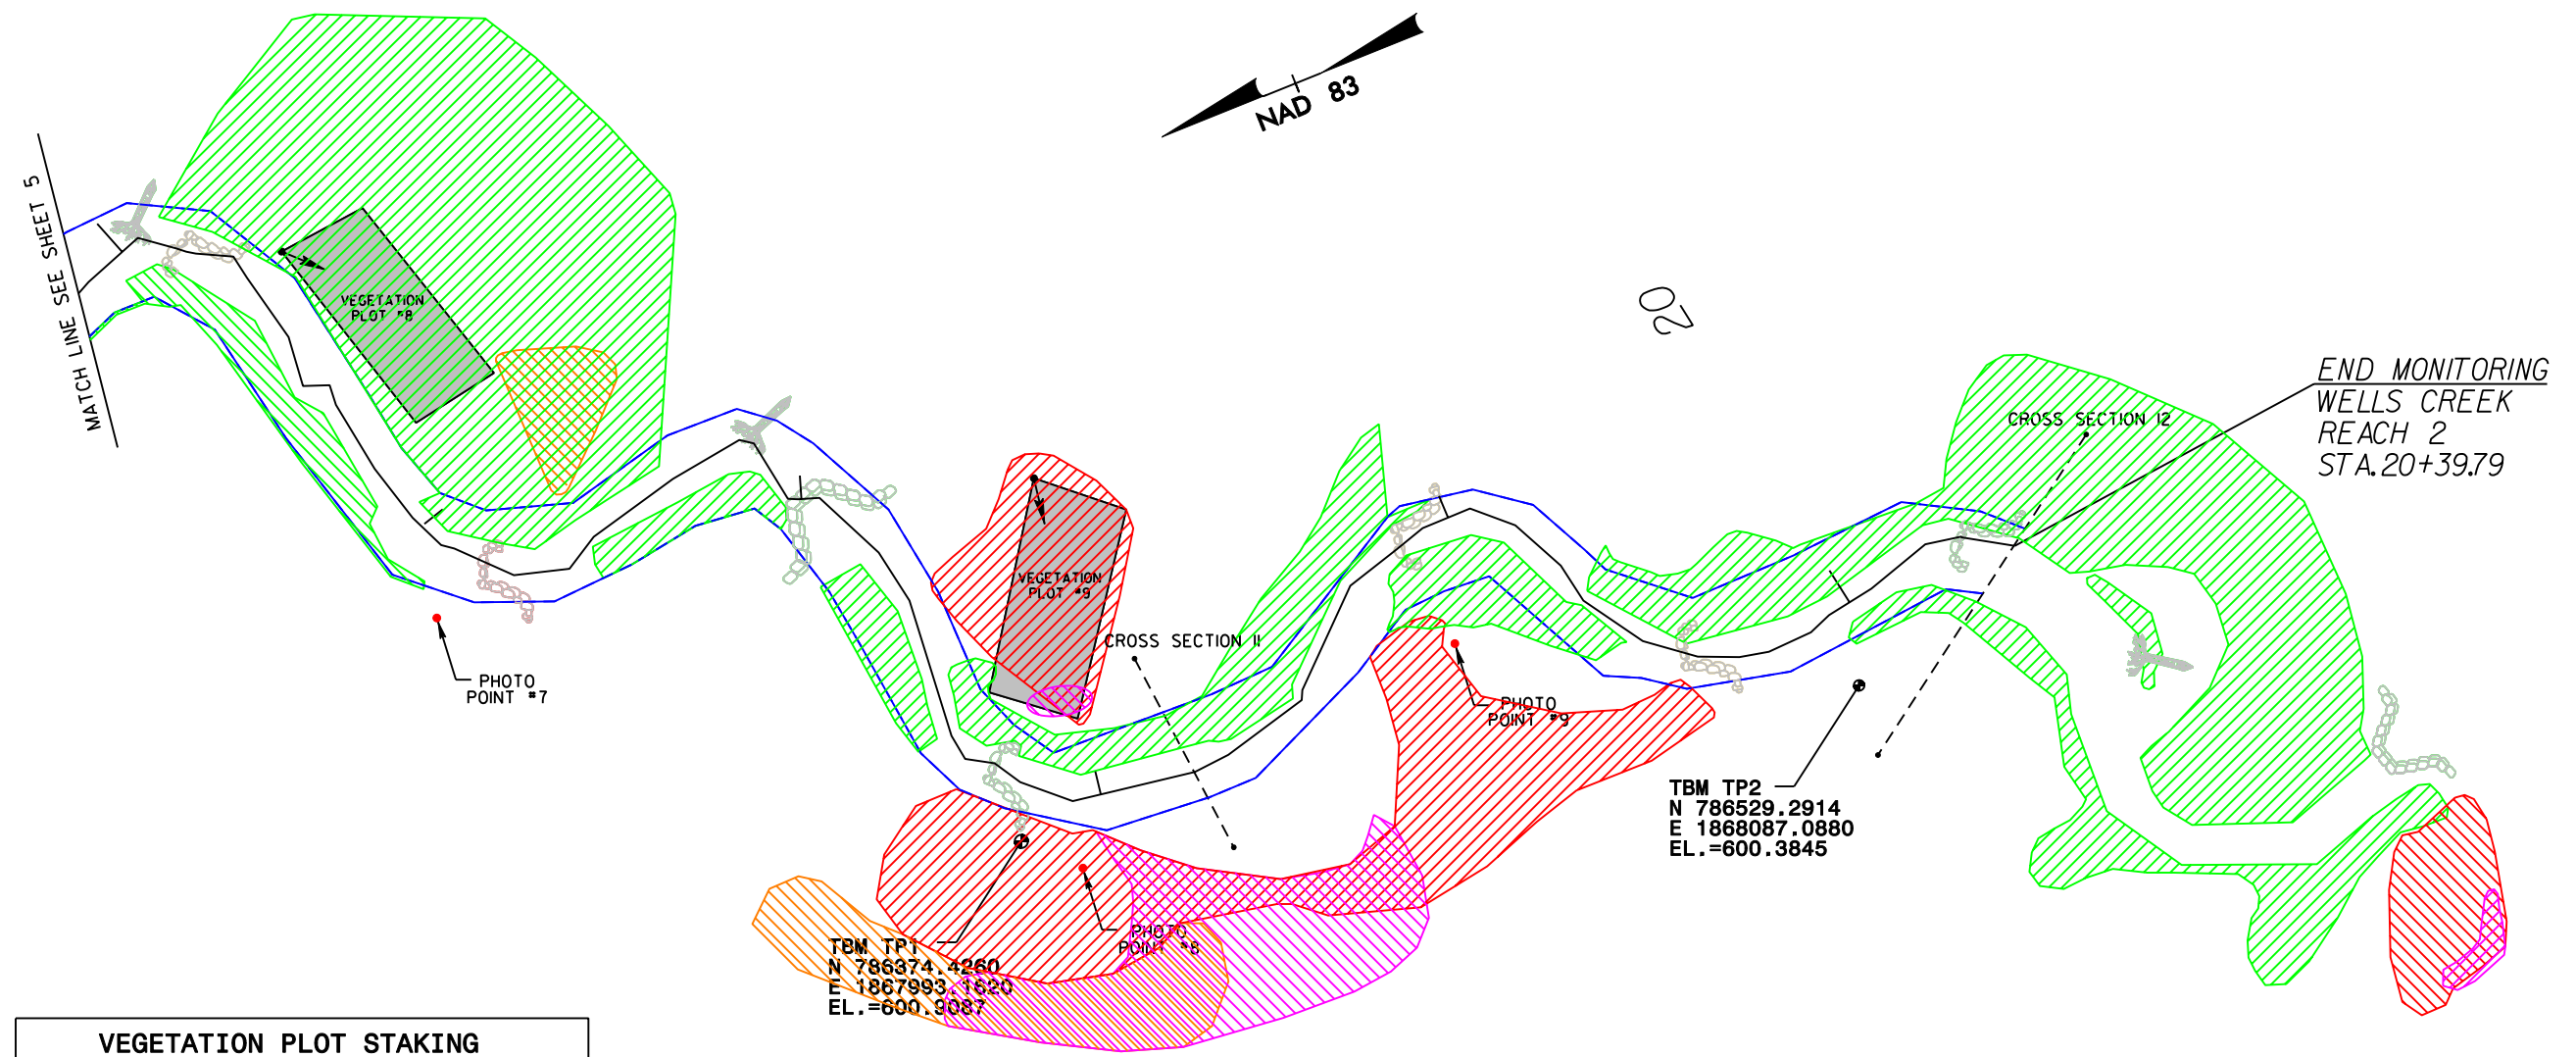 NAD 83
MATCH LINE SEE SHEET 5
VEGETATION
PLOT #8
20
END MONITORING
WELLS CREEK
REACH 2
STA.20+39.79
CROSS SECTION 12
VEGETATION
PLOT #9
CROSS SECTION 11
PHOTO
POINT #7
PHOTO
POINT #9
TBM TP2
N 786529.2914
E 1868087.0880
EL.=600.3845
TBM TP1
N 786374.4260
E 1867993.1620
EL.=600.9087
PHOTO
POINT #8
VEGETATION PLOT STAKING